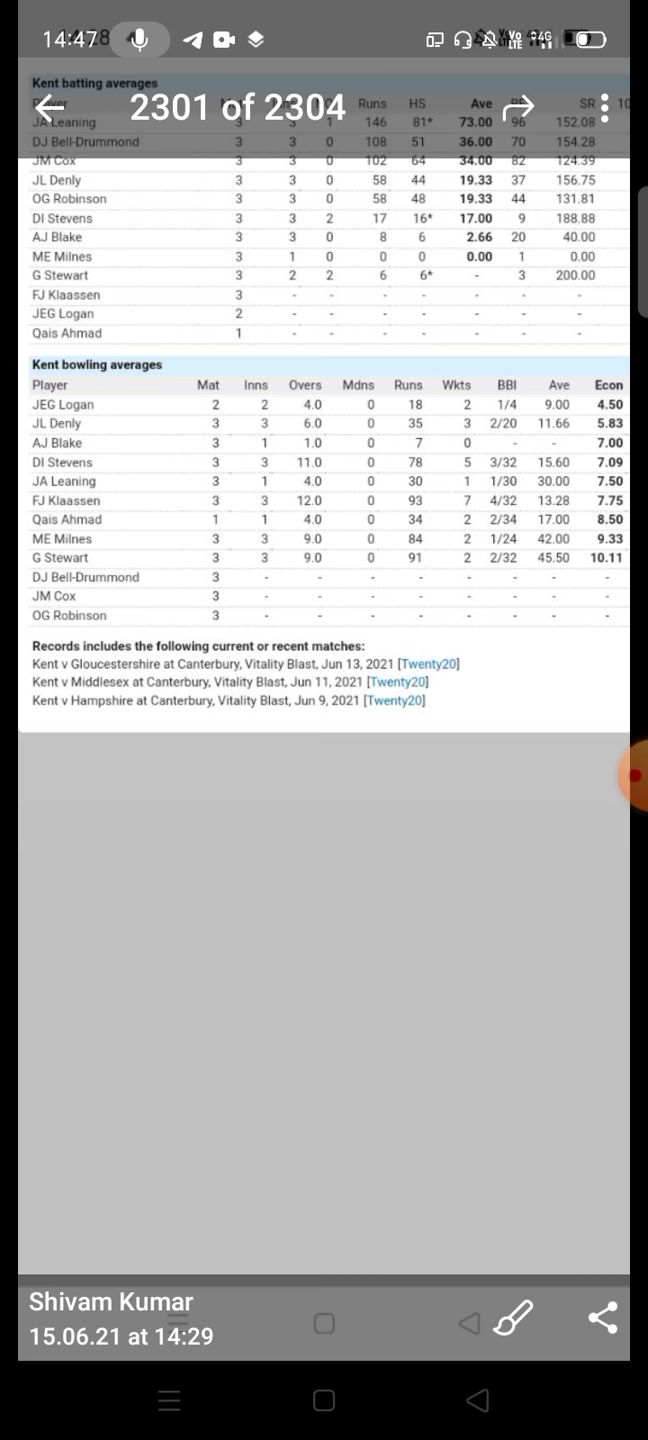 14:47
VO LTE 4G
Kent batting averages
2301 of 2304
Player Runs HS Ave SR 10
JA Leaning 3 3 1 146 81* 73.00 96 152.08
DJ Bell-Drummond 3 3 0 108 51 36.00 70 154.28
JM Cox 3 3 0 102 64 34.00 82 124.39
JL Denly 3 3 0 58 44 19.33 37 156.75
OG Robinson 3 3 0 58 48 19.33 44 131.81
DI Stevens 3 3 2 17 16* 17.00 9 188.88
AJ Blake 3 3 0 8 6 2.66 20 40.00
ME Milnes 3 1 0 0 0 0.00 1 0.00
G Stewart 3 2 2 6 6* - 3 200.00
FJ Klaassen 3 - - - - - - -
JEG Logan 2 - - - - - - -
Qais Ahmad 1 - - - - - - -
Kent bowling averages
Player Mat Inns Overs Mdns Runs Wkts BBI Ave Econ
JEG Logan 2 2 4.0 0 18 2 1/4 9.00 4.50
JL Denly 3 3 6.0 0 35 3 2/20 11.66 5.83
AJ Blake 3 1 1.0 0 7 0 - - 7.00
DI Stevens 3 3 11.0 0 78 5 3/32 15.60 7.09
JA Leaning 3 1 4.0 0 30 1 1/30 30.00 7.50
FJ Klaassen 3 3 12.0 0 93 7 4/32 13.28 7.75
Qais Ahmad 1 1 4.0 0 34 2 2/34 17.00 8.50
ME Milnes 3 3 9.0 0 84 2 1/24 42.00 9.33
G Stewart 3 3 9.0 0 91 2 2/32 45.50 10.11
DJ Bell-Drummond 3 - - - - - - - -
JM Cox 3 - - - - - - - -
OG Robinson 3 - - - - - - - -
Records includes the following current or recent matches:
Kent v Gloucestershire at Canterbury, Vitality Blast, Jun 13, 2021 [Twenty20]
Kent v Middlesex at Canterbury, Vitality Blast, Jun 11, 2021 [Twenty20]
Kent v Hampshire at Canterbury, Vitality Blast, Jun 9, 2021 [Twenty20]
Shivam Kumar
15.06.21 at 14:29